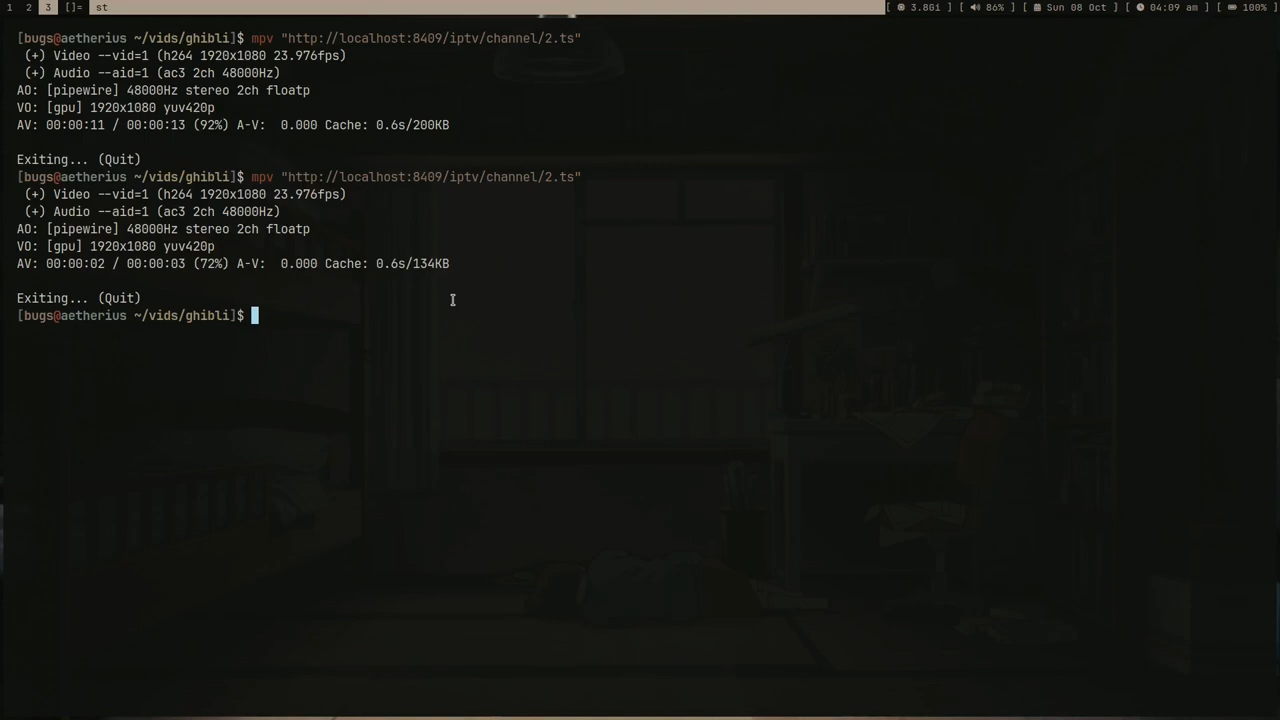 1 2 3 []= st [ 3.8Gi ] [ 86% ] [ Sun 08 Oct ] [ 04:09 am ] [ 100% ]
[bugs@aetherius ~/vids/ghibli]$ mpv "http://localhost:8409/iptv/channel/2.ts"
(+) Video --vid=1 (h264 1920x1080 23.976fps)
(+) Audio --aid=1 (ac3 2ch 48000Hz)
AO: [pipewire] 48000Hz stereo 2ch floatp
VO: [gpu] 1920x1080 yuv420p
AV: 00:00:11 / 00:00:13 (92%) A-V:  0.000 Cache: 0.6s/200KB
Exiting... (Quit)
[bugs@aetherius ~/vids/ghibli]$ mpv "http://localhost:8409/iptv/channel/2.ts"
(+) Video --vid=1 (h264 1920x1080 23.976fps)
(+) Audio --aid=1 (ac3 2ch 48000Hz)
AO: [pipewire] 48000Hz stereo 2ch floatp
VO: [gpu] 1920x1080 yuv420p
AV: 00:00:02 / 00:00:03 (72%) A-V:  0.000 Cache: 0.6s/134KB
Exiting... (Quit)
[bugs@aetherius ~/vids/ghibli]$